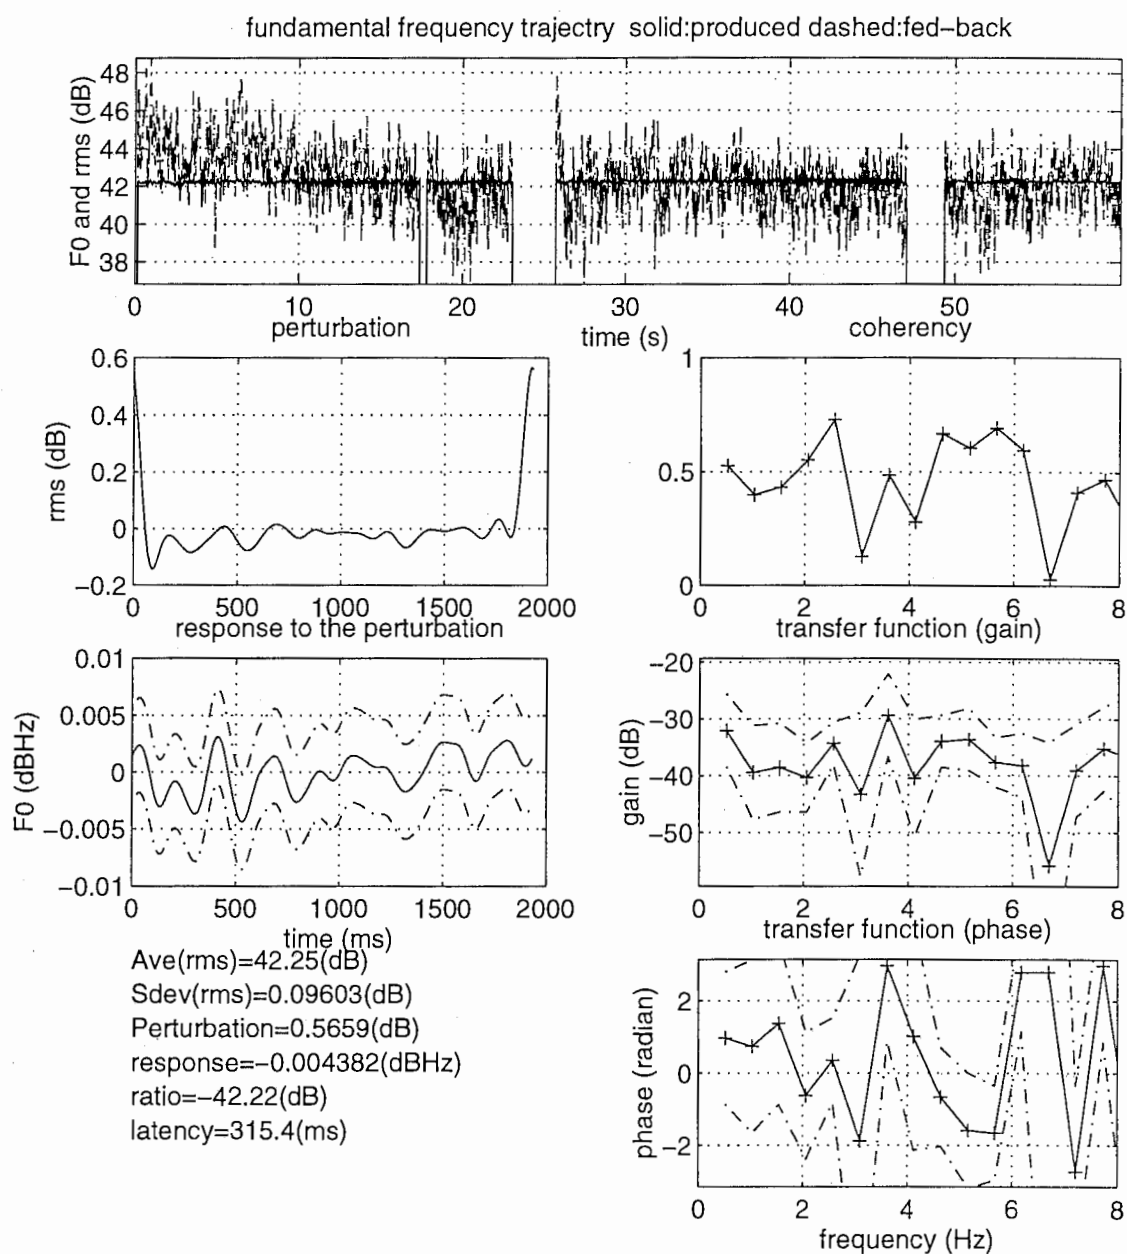 fundamental frequency trajectory solid:produced dashed:fed-back
F0 and rms (dB)
48
46
44
42
40
38
0 10 20 30 40 50
time (s)
perturbation
rms (dB)
0.6
0.4
0.2
0
-0.2
0 500 1000 1500 2000
coherency
1
0.5
0
0 2 4 6 8
response to the perturbation
F0 (dBHz)
0.01
0.005
0
-0.005
-0.01
0 500 1000 1500 2000
time (ms)
transfer function (gain)
gain (dB)
-20
-30
-40
-50
0 2 4 6 8
Ave(rms)=42.25(dB)
Sdev(rms)=0.09603(dB)
Perturbation=0.5659(dB)
response=-0.004382(dBHz)
ratio=-42.22(dB)
latency=315.4(ms)
transfer function (phase)
phase (radian)
2
0
-2
0 2 4 6 8
frequency (Hz)